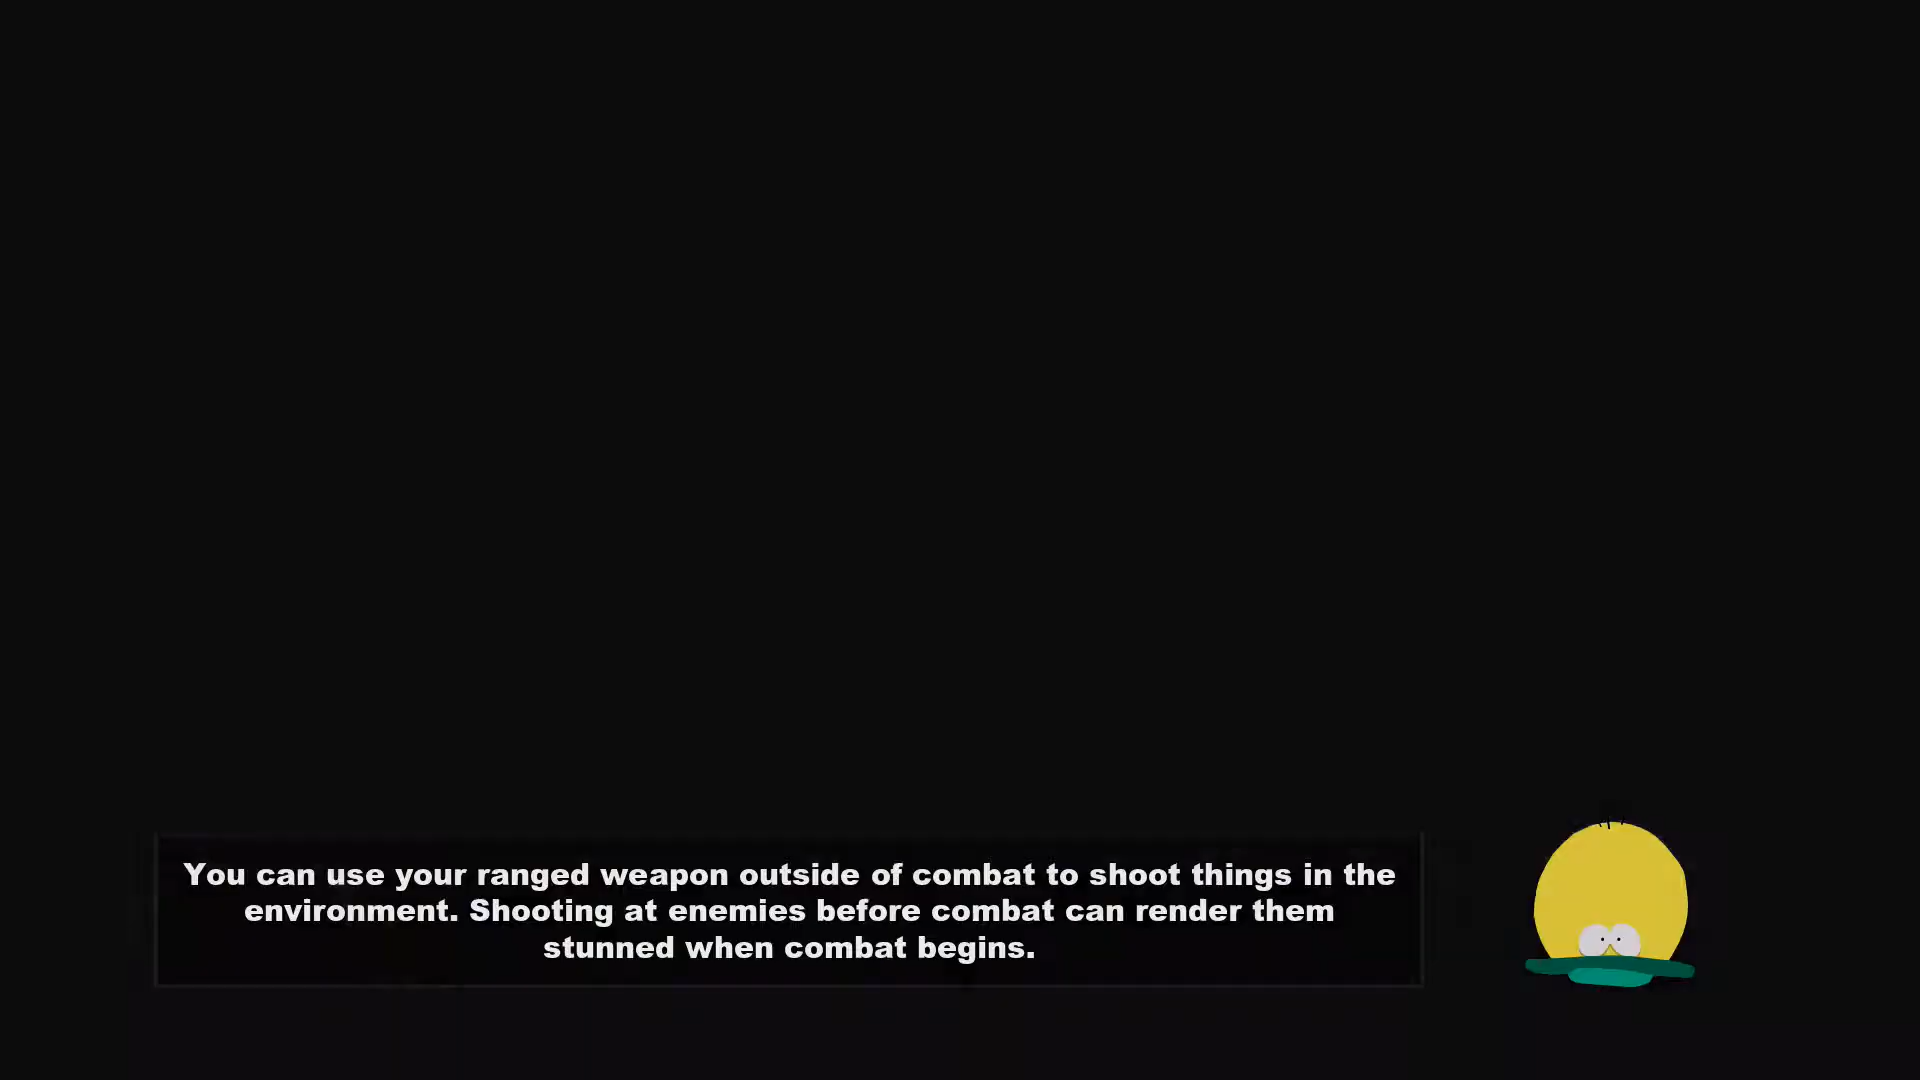 You can use your ranged weapon outside of combat to shoot things in the
environment. Shooting at enemies before combat can render them
stunned when combat begins.